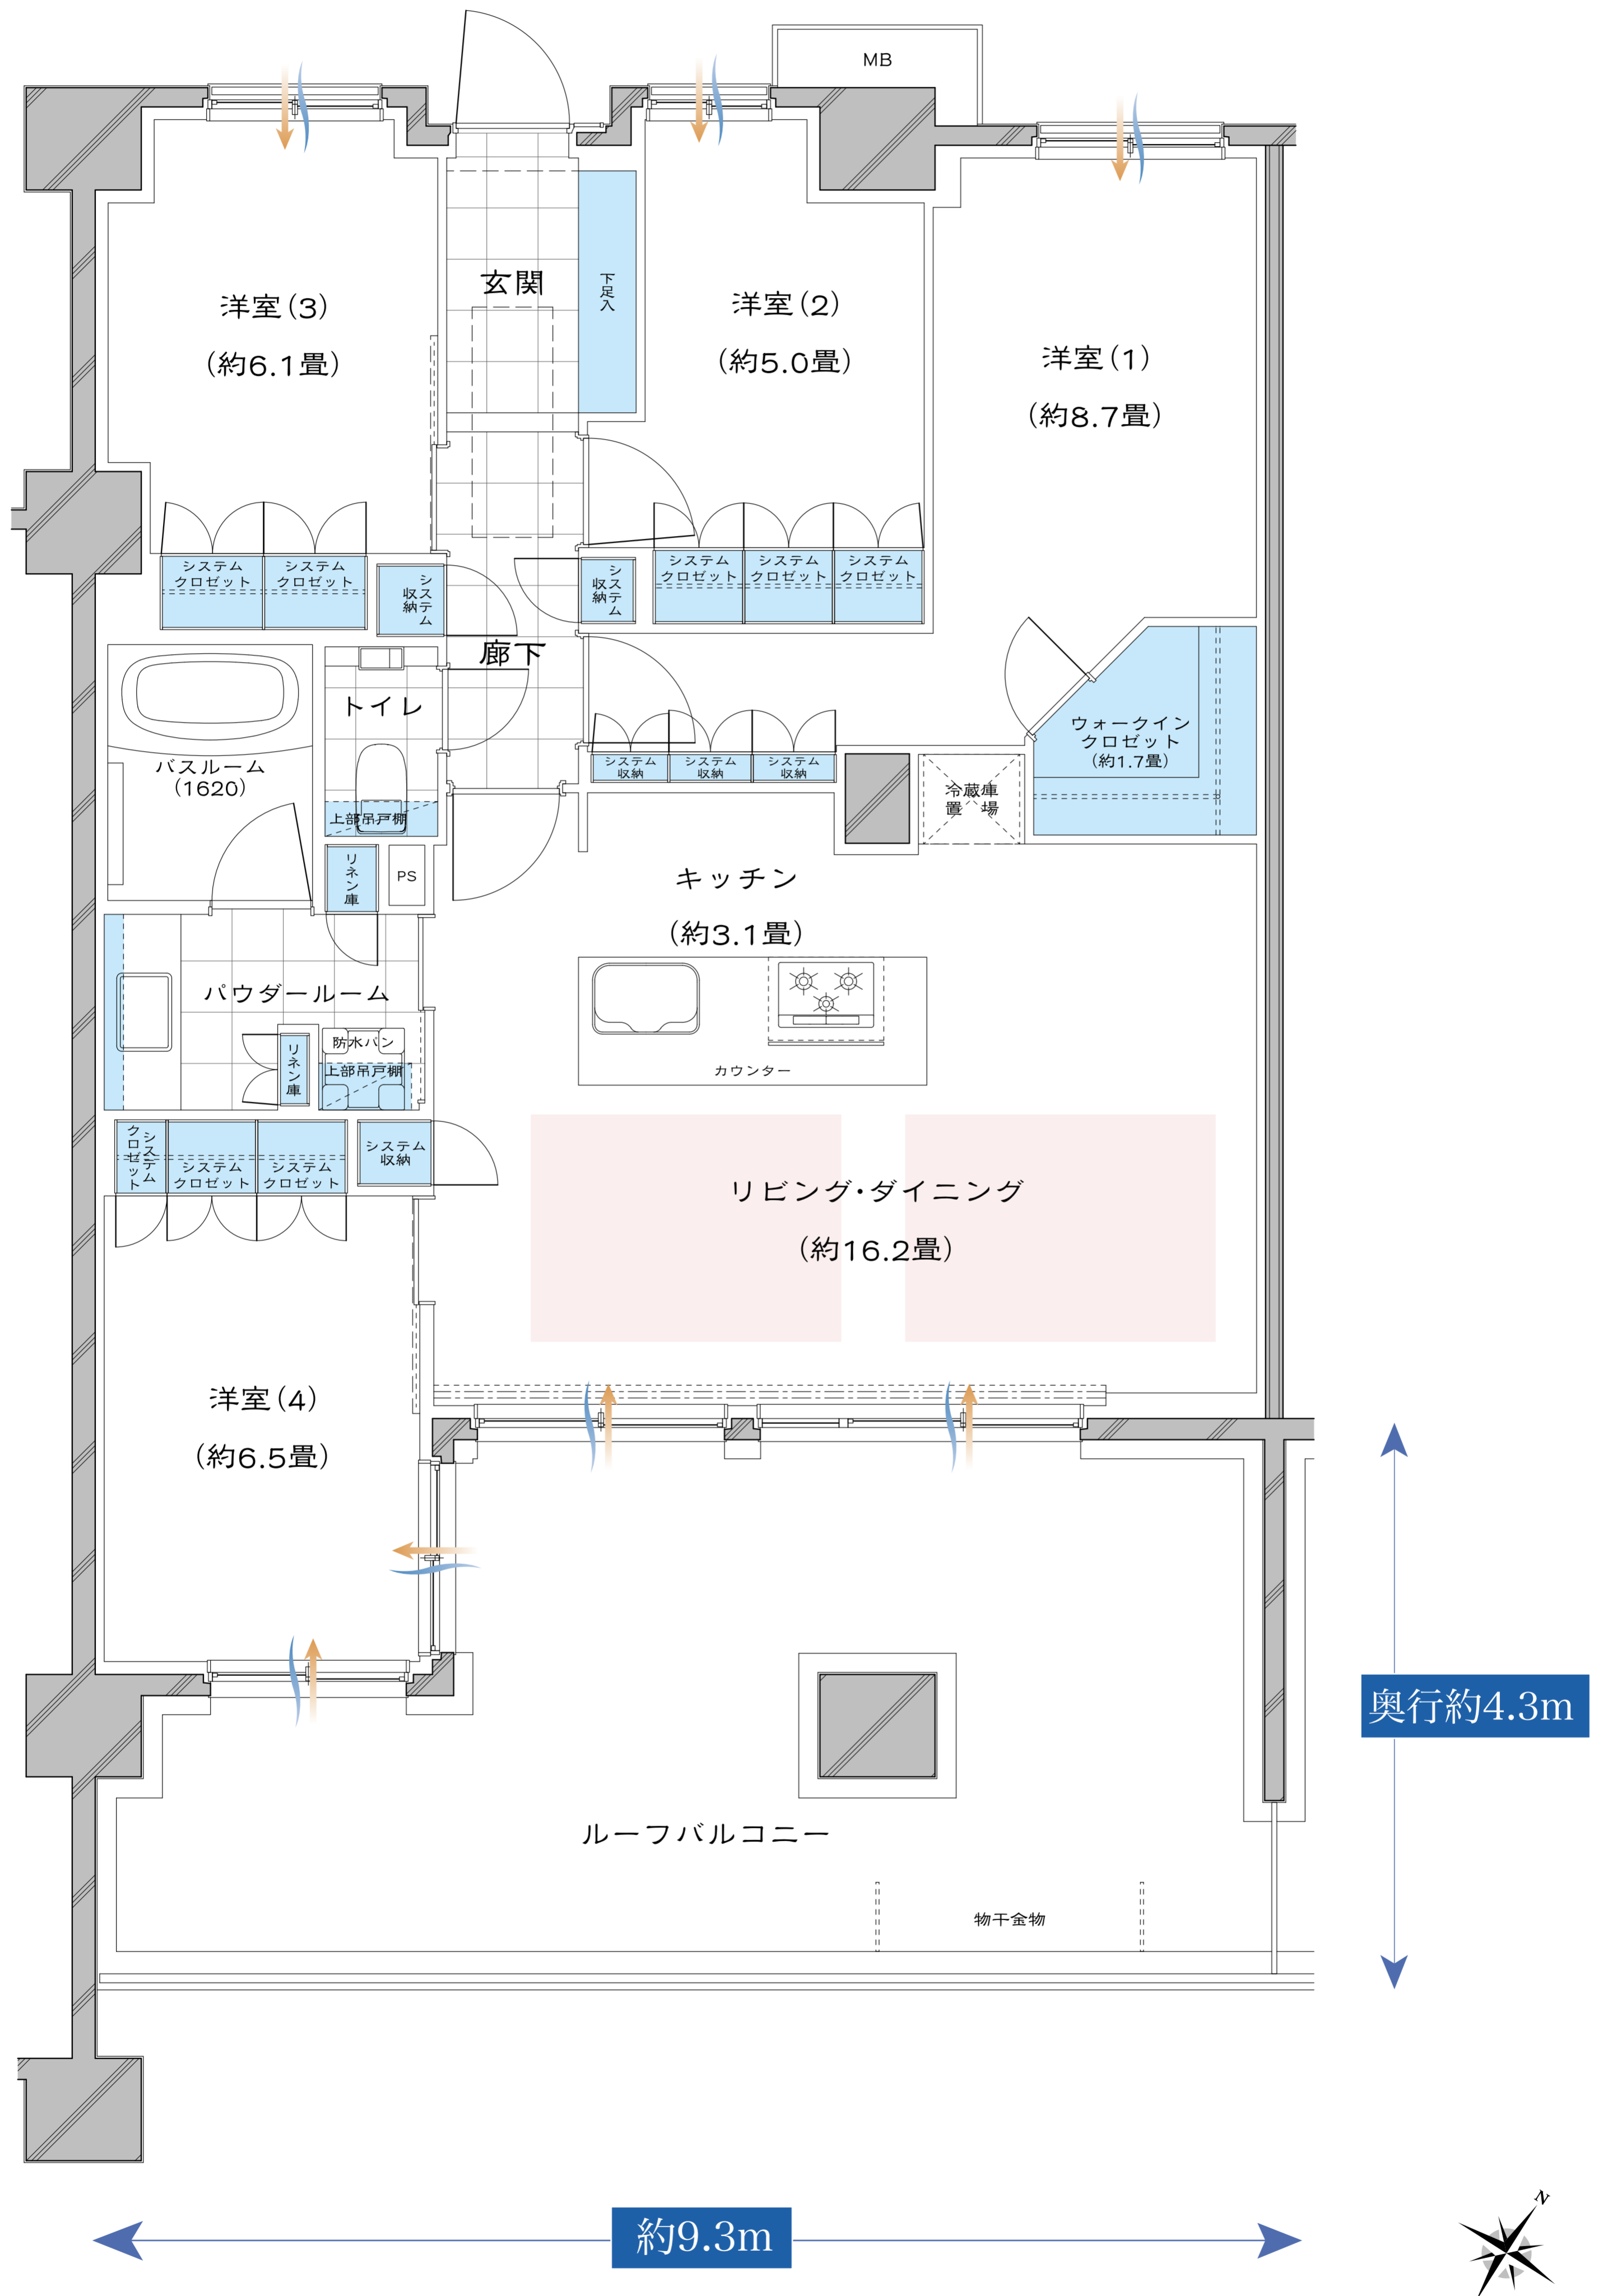 MB
洋室(3)
(約6.1畳)
玄関
下足入
洋室(2)
(約5.0畳)
洋室(1)
(約8.7畳)
システム
クロゼット
システム
クロゼット
システム
収納
システム
収納
システム
クロゼット
システム
クロゼット
システム
クロゼット
廊下
トイレ
上部吊戸棚
バスルーム
(1620)
システム
収納
システム
収納
システム
収納
ウォークイン
クロゼット
(約1.7畳)
冷蔵庫
置場
リネン庫
PS
キッチン
(約3.1畳)
カウンター
パウダールーム
リネン庫
防水パン
上部吊戸棚
システム
クロゼット
システム
クロゼット
システム
クロゼット
システム
収納
リビング・ダイニング
(約16.2畳)
洋室(4)
(約6.5畳)
奥行約4.3m
ルーフバルコニー
物干金物
約9.3m
N